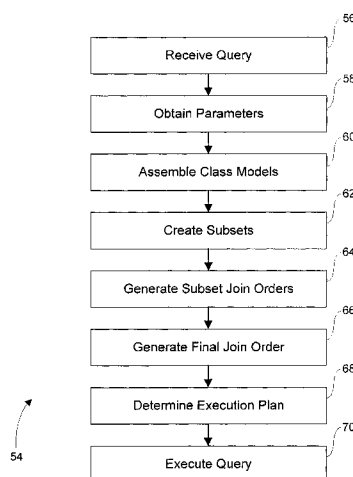 56
Receive Query
58
Obtain Parameters
60
Assemble Class Models
62
Create Subsets
64
Generate Subset Join Orders
66
Generate Final Join Order
68
Determine Execution Plan
70
Execute Query
54